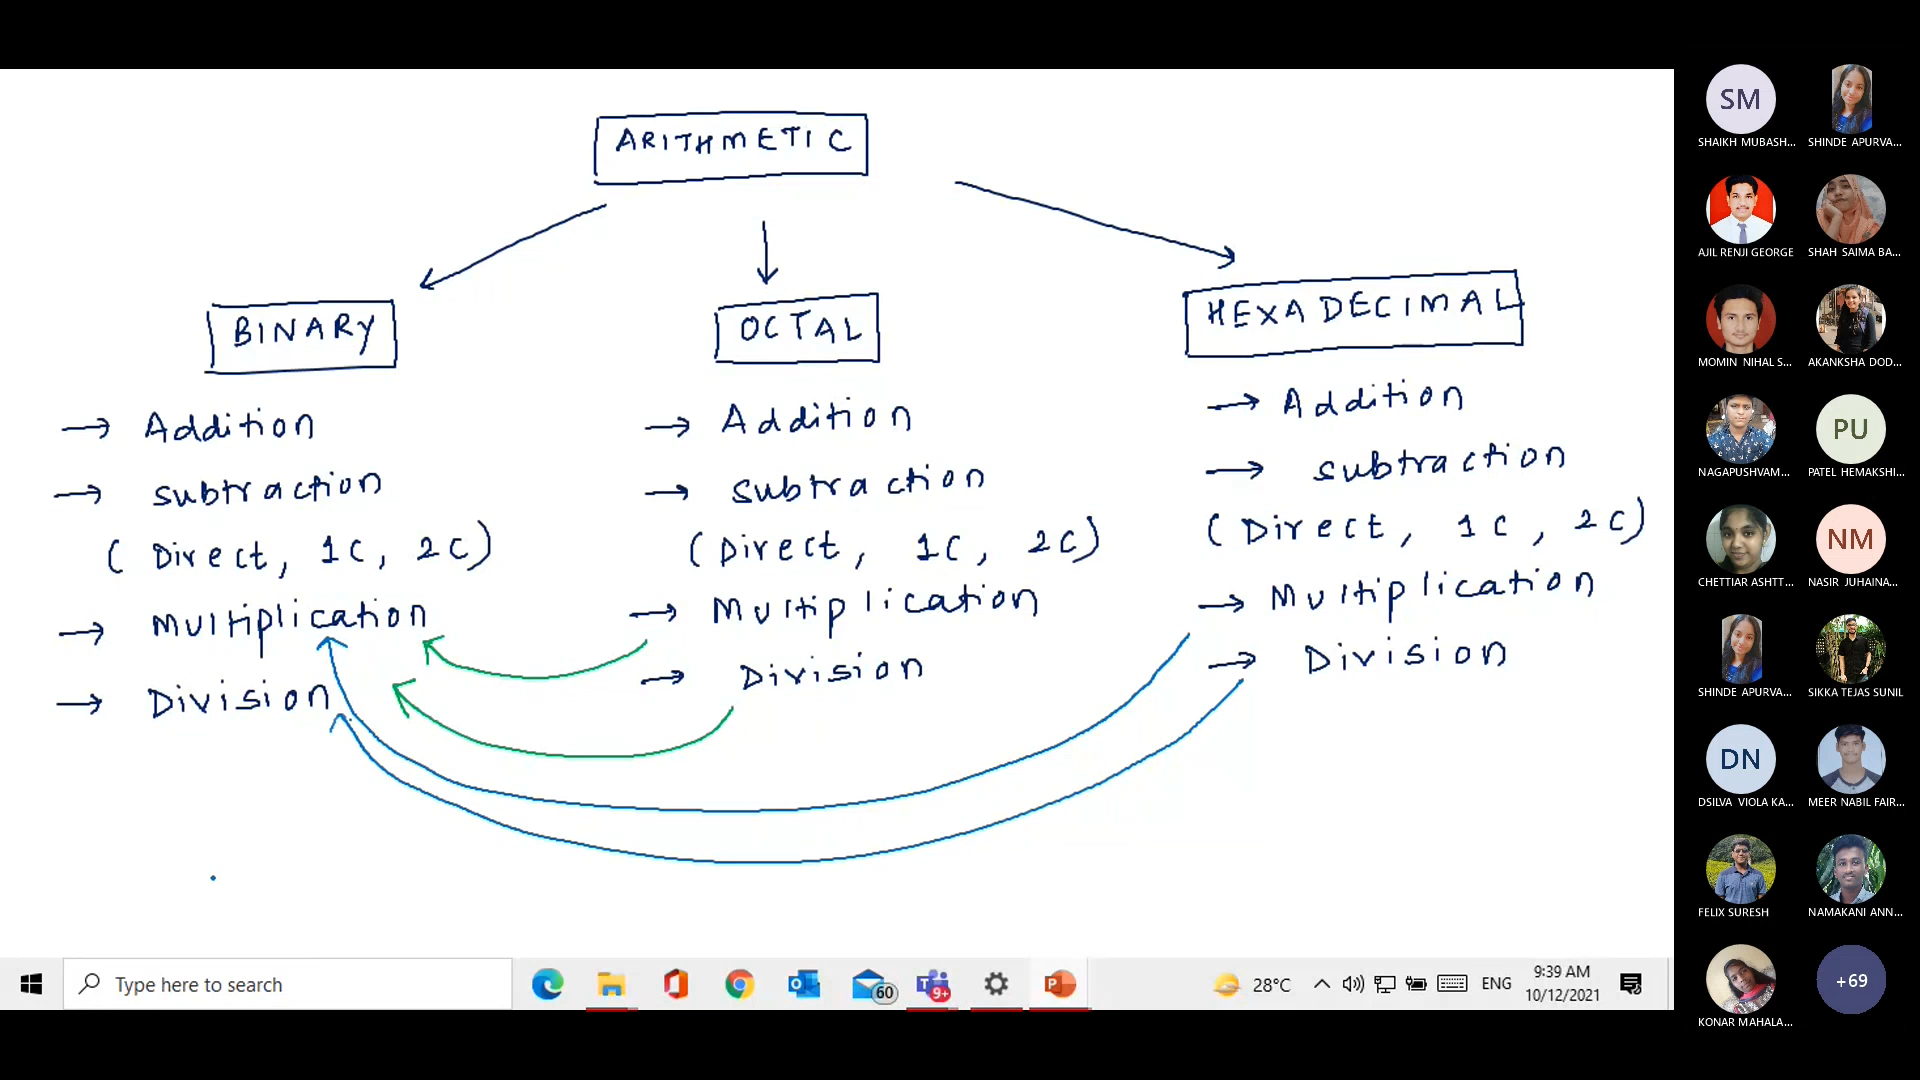 ARITHMETIC
BINARY
→ Addition
→ subtraction
( Direct, 1C, 2C)
→ Multiplication
→ Division
OCTAL
→ Addition
→ subtraction
( Direct, 1C, 2C)
→ Multiplication
→ Division
HEXADECIMAL
→ Addition
→ subtraction
( Direct, 1C, 2C)
→ Multiplication
→ Division
SM
SHAIKH MUBASH...
SHINDE APURVA...
AJIL RENJI GEORGE
SHAH SAIMA BA...
MOMIN NIHAL S...
AKANKSHA DOD...
NAGAPUSHVAM...
PU
PATEL HEMAKSHI...
CHETTIAR ASHTT...
NM
NASIR JUHAINA...
SHINDE APURVA...
SIKKA TEJAS SUNIL
DN
DSILVA VIOLA KA...
MEER NABIL FAIR...
FELIX SURESH
NAMAKANI ANN...
KONAR MAHALA...
+69
Type here to search
60
9+
28°C
ENG
9:39 AM
10/12/2021